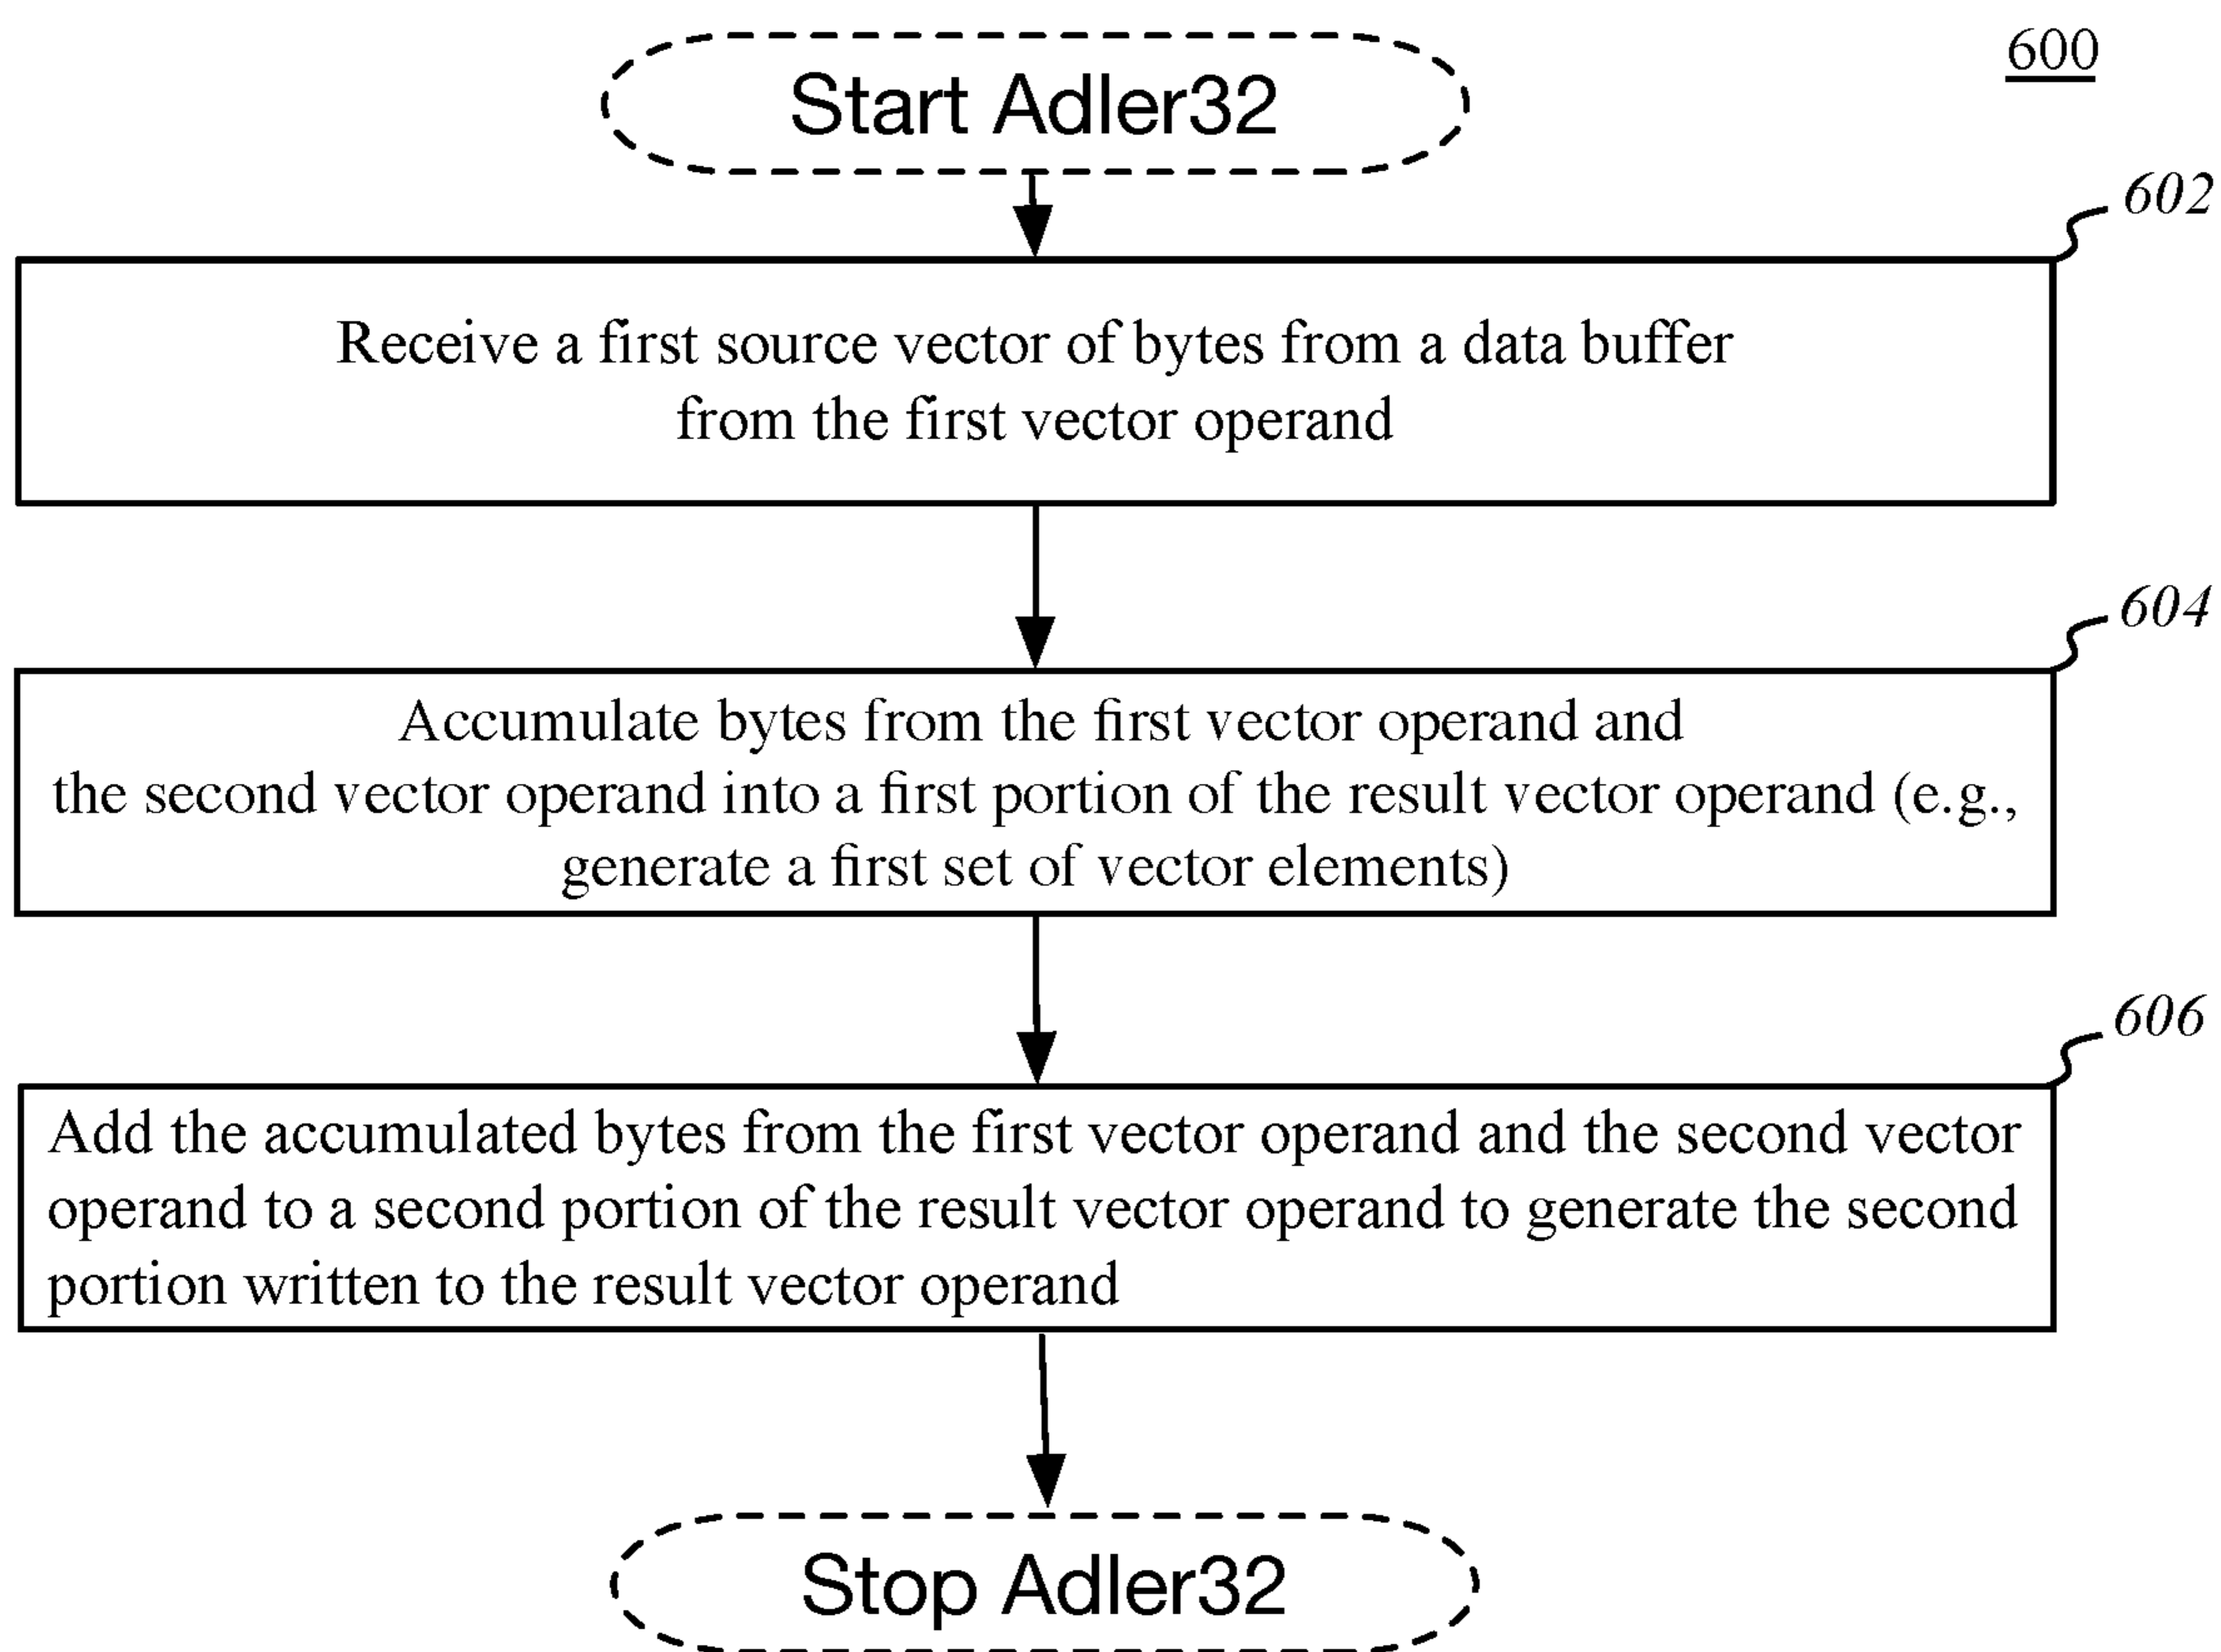 600
Start Adler32
602
Receive a first source vector of bytes from a data buffer
from the first vector operand
604
Accumulate bytes from the first vector operand and
the second vector operand into a first portion of the result vector operand (e.g.,
generate a first set of vector elements)
606
Add the accumulated bytes from the first vector operand and the second vector
operand to a second portion of the result vector operand to generate the second
portion written to the result vector operand
Stop Adler32